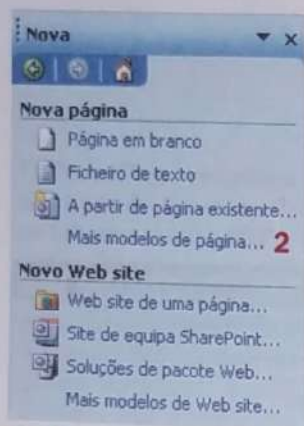 Nova
Nova página
Página em branco
Ficheiro de texto
A partir de página existente...
Mais modelos de página... 2
Novo Web site
Web site de uma página...
Site de equipa SharePoint...
Soluções de pacote Web...
Mais modelos de Web site...